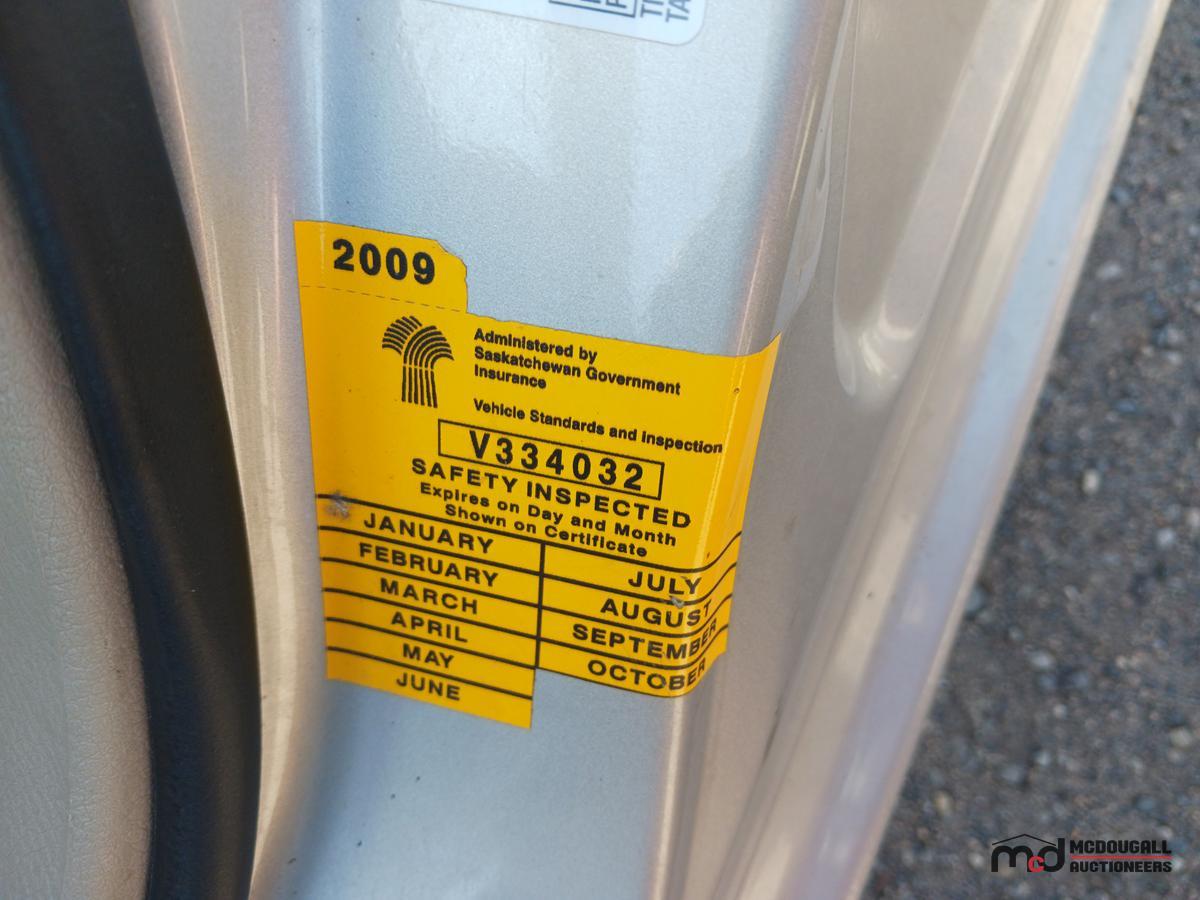 2009
Administered by
Saskatchewan Government
Insurance
Vehicle Standards and Inspection
V334032
SAFETY INSPECTED
Expires on Day and Month
Shown on Certificate
JANUARY
FEBRUARY
MARCH
APRIL
MAY
JUNE
JULY
AUGUST
SEPTEMBER
OCTOBER
mcd MCDOUGALL
AUCTIONEERS